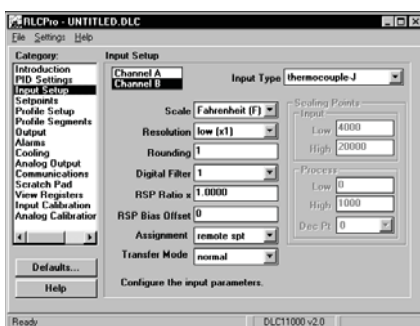 RLCPro - UNTITLED.DLC
File Settings Help
Category:
Introduction
PID Settings
Input Setup
Setpoints
Profile Setup
Profile Segments
Output
Alarms
Cooling
Analog Output
Communications
Scratch Pad
View Registers
Input Calibration
Analog Calibration
Defaults...
Help
Input Setup
Channel A
Channel B
Input Type thermocouple-J
Scale Fahrenheit (F)
Resolution low (x1)
Rounding 1
Digital Filter 1
RSP Ratio x 1.0000
RSP Bias Offset 0
Assignment remote spt
Transfer Mode normal
Scaling Points
Input
Low 4000
High 20000
Process
Low 0
High 1000
Dec Pt 0
Configure the input parameters.
Ready
DLC11000 v2.0